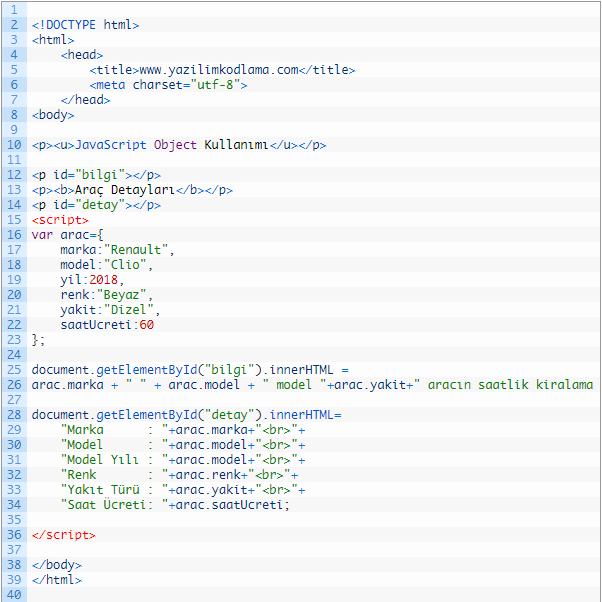 1
2 <!DOCTYPE html>
3 <html>
4     <head>
5         <title>www.yazilimkodlama.com</title>
6         <meta charset="utf-8">
7     </head>
8 <body>
9
10 <p><u>JavaScript Object Kullanımı</u></p>
11
12 <p id="bilgi"></p>
13 <p><b>Araç Detayları</b></p>
14 <p id="detay"></p>
15 <script>
16 var arac={
17     marka:"Renault",
18     model:"Clio",
19     yil:2018,
20     renk:"Beyaz",
21     yakit:"Dizel",
22     saatUcreti:60
23 };
24
25 document.getElementById("bilgi").innerHTML =
26 arac.marka + " " + arac.model + " model "+arac.yakit+" aracın saatlik kiralama
27
28 document.getElementById("detay").innerHTML=
29     "Marka      : "+arac.marka+"<br>"+
30     "Model      : "+arac.model+"<br>"+
31     "Model Yılı : "+arac.model+"<br>"+
32     "Renk       : "+arac.renk+"<br>"+
33     "Yakıt Türü : "+arac.yakit+"<br>"+
34     "Saat Ücreti: "+arac.saatUcreti;
35
36 </script>
37
38 </body>
39 </html>
40